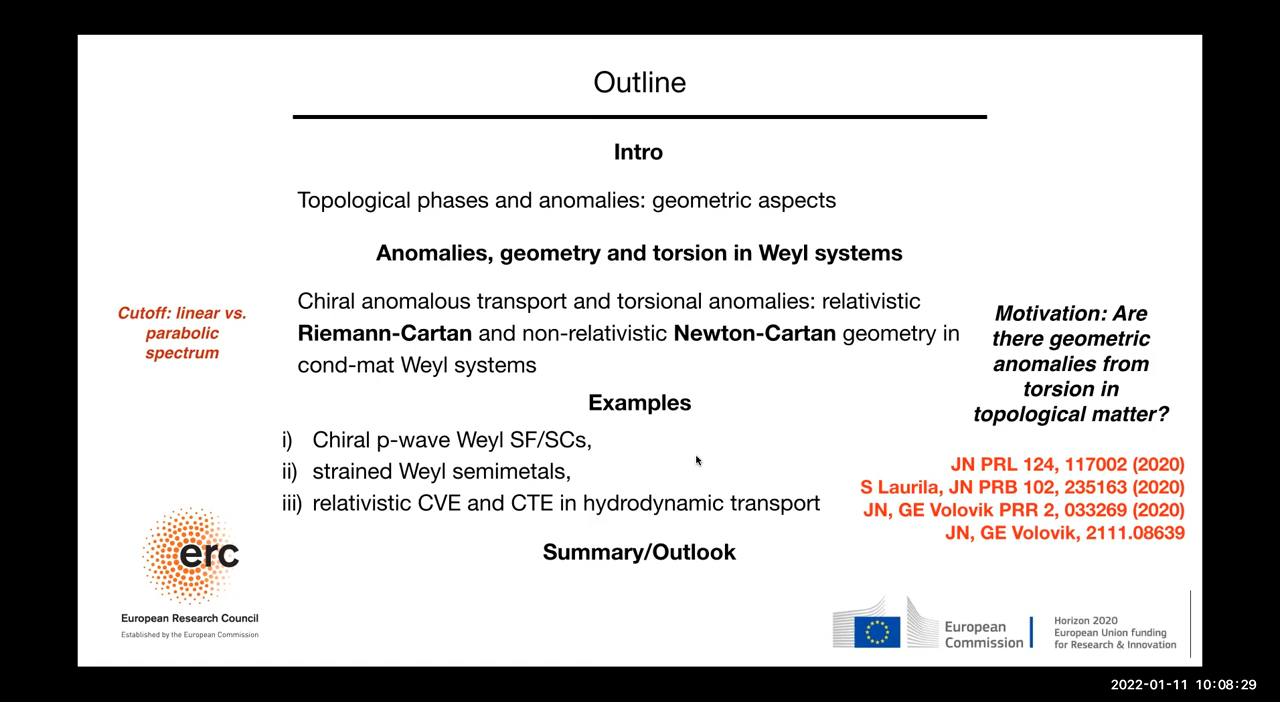 Outline
Intro
Topological phases and anomalies: geometric aspects
Anomalies, geometry and torsion in Weyl systems
Chiral anomalous transport and torsional anomalies: relativistic
Riemann-Cartan and non-relativistic Newton-Cartan geometry in
cond-mat Weyl systems
Cutoff: linear vs.
parabolic
spectrum
Motivation: Are
there geometric
anomalies from
torsion in
topological matter?
Examples
i) Chiral p-wave Weyl SF/SCs,
ii) strained Weyl semimetals,
iii) relativistic CVE and CTE in hydrodynamic transport
JN PRL 124, 117002 (2020)
S Laurila, JN PRB 102, 235163 (2020)
JN, GE Volovik PRR 2, 033269 (2020)
JN, GE Volovik, 2111.08639
Summary/Outlook
erc
European Research Council
Established by the European Commission
European
Commission
Horizon 2020
European Union funding
for Research & Innovation
2022-01-11 10:08:29